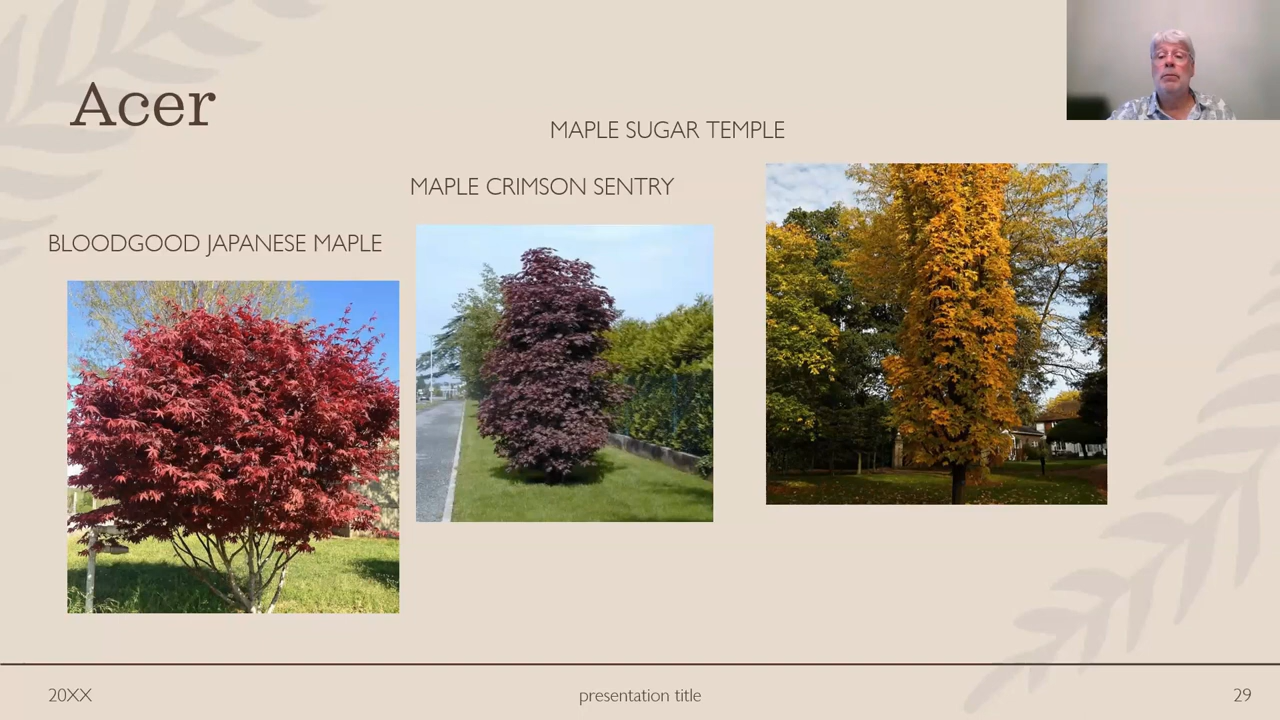 Acer
MAPLE SUGAR TEMPLE
MAPLE CRIMSON SENTRY
BLOODGOOD JAPANESE MAPLE
20XX
presentation title
29